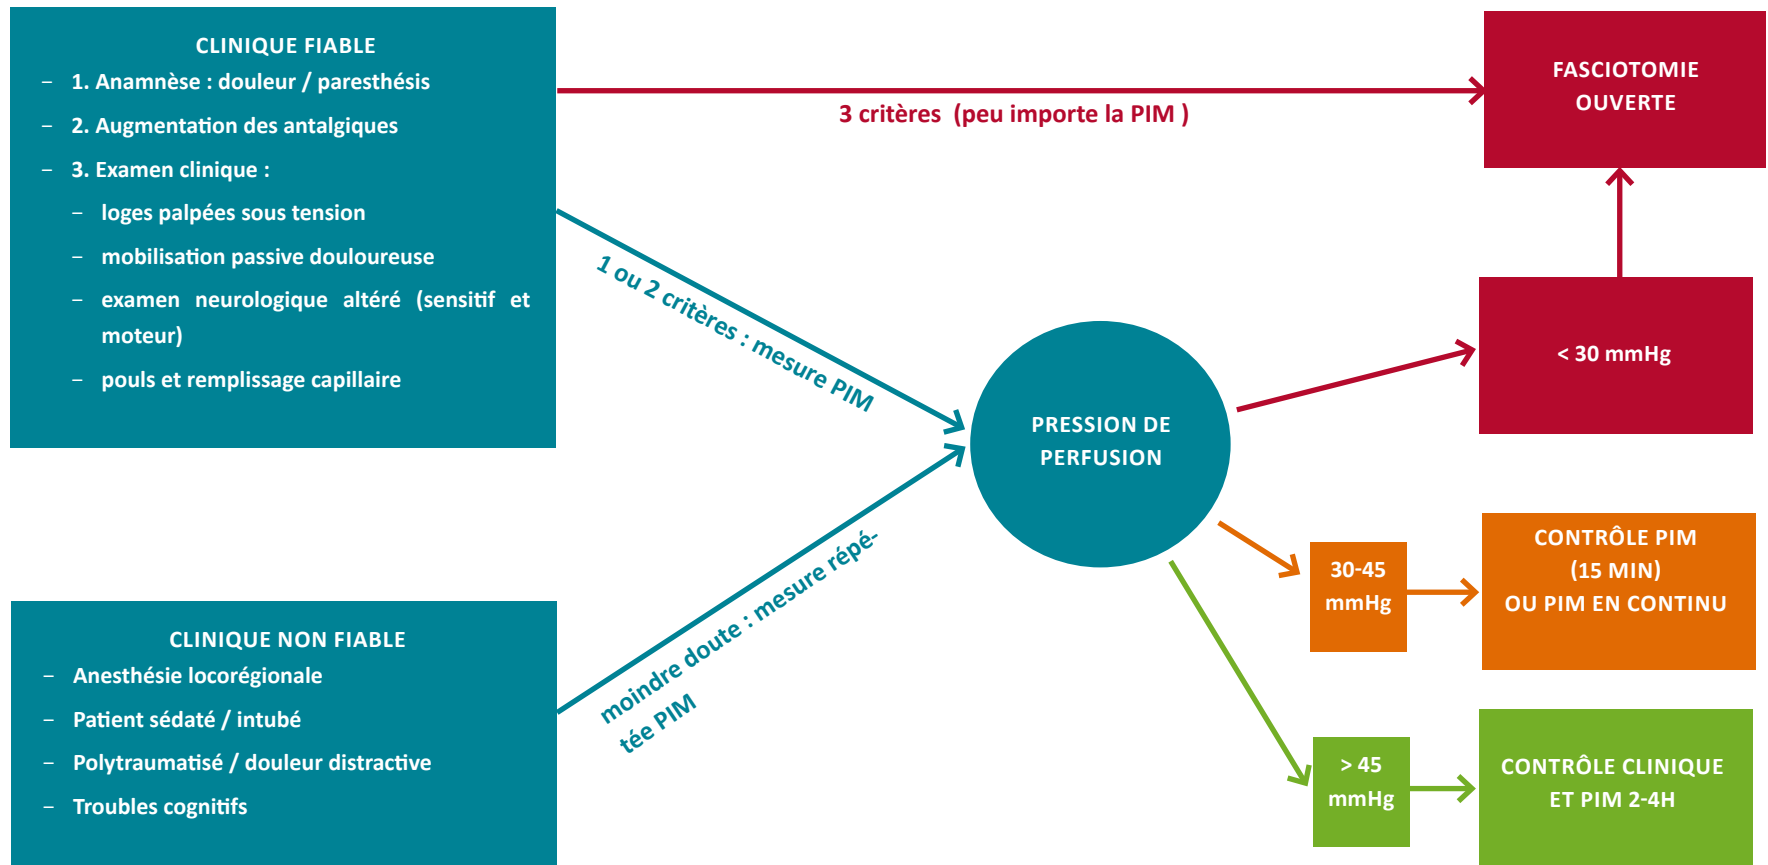 CLINIQUE FIABLE
– 1. Anamnèse : douleur / paresthésis
– 2. Augmentation des antalgiques
– 3. Examen clinique :
– loges palpées sous tension
– mobilisation passive douloureuse
– examen neurologique altéré (sensitif et
moteur)
– pouls et remplissage capillaire
3 critères (peu importe la PIM )
FASCIOTOMIE
OUVERTE
1 ou 2 critères : mesure PIM
< 30 mmHg
PRESSION DE
PERFUSION
CLINIQUE NON FIABLE
– Anesthésie locorégionale
– Patient sédaté / intubé
– Polytraumatisé / douleur distractive
– Troubles cognitifs
moindre doute : mesure répé-
tée PIM
30-45
mmHg
CONTRÔLE PIM
(15 MIN)
OU PIM EN CONTINU
> 45
mmHg
CONTRÔLE CLINIQUE
ET PIM 2-4H